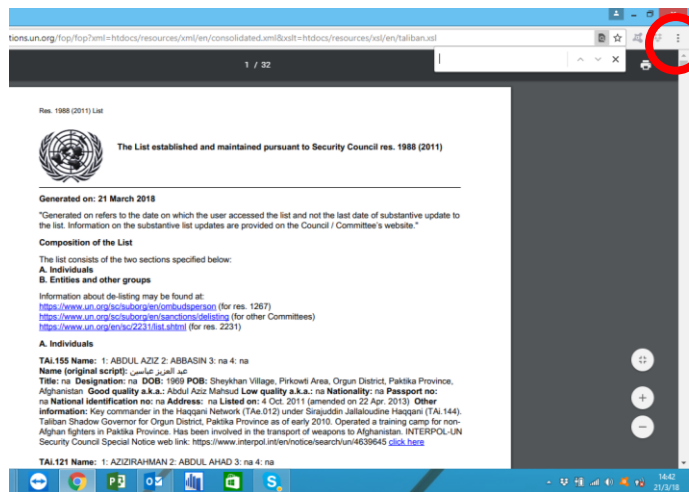 tions.un.org/fop/fop?xml=htdocs/resources/xml/en/consolidated.xml&xslt=htdocs/resources/xsl/en/taliban.xsl
1 / 32
Res. 1988 (2011) List
The List established and maintained pursuant to Security Council res. 1988 (2011)
Generated on: 21 March 2018
"Generated on refers to the date on which the user accessed the list and not the last date of substantive update to
the list. Information on the substantive list updates are provided on the Council / Committee's website."
Composition of the List
The list consists of the two sections specified below:
A. Individuals
B. Entities and other groups
Information about de-listing may be found at:
https://www.un.org/sc/suborg/en/ombudsperson (for res. 1267)
https://www.un.org/sc/suborg/en/sanctions/delisting (for other Committees)
https://www.un.org/en/sc/2231/list.shtml (for res. 2231)
A. Individuals
TAi.155 Name: 1: ABDUL AZIZ 2: ABBASIN 3: na 4: na
Name (original script): عبد العزيز عباسین
Title: na Designation: na DOB: 1969 POB: Sheykhan Village, Pirkowti Area, Orgun District, Paktika Province,
Afghanistan Good quality a.k.a.: Abdul Aziz Mahsud Low quality a.k.a.: na Nationality: na Passport no:
na National identification no: na Address: na Listed on: 4 Oct. 2011 (amended on 22 Apr. 2013) Other
information: Key commander in the Haqqani Network (TAe.012) under Sirajuddin Jallaloudine Haqqani (TAi.144).
Taliban Shadow Governor for Orgun District, Paktika Province as of early 2010. Operated a training camp for non-
Afghan fighters in Paktika Province. Has been involved in the transport of weapons to Afghanistan. INTERPOL-UN
Security Council Special Notice web link: https://www.interpol.int/en/notice/search/un/4639645 click here
TAi.121 Name: 1: AZIZIRAHMAN 2: ABDUL AHAD 3: na 4: na
14:42
21/3/18